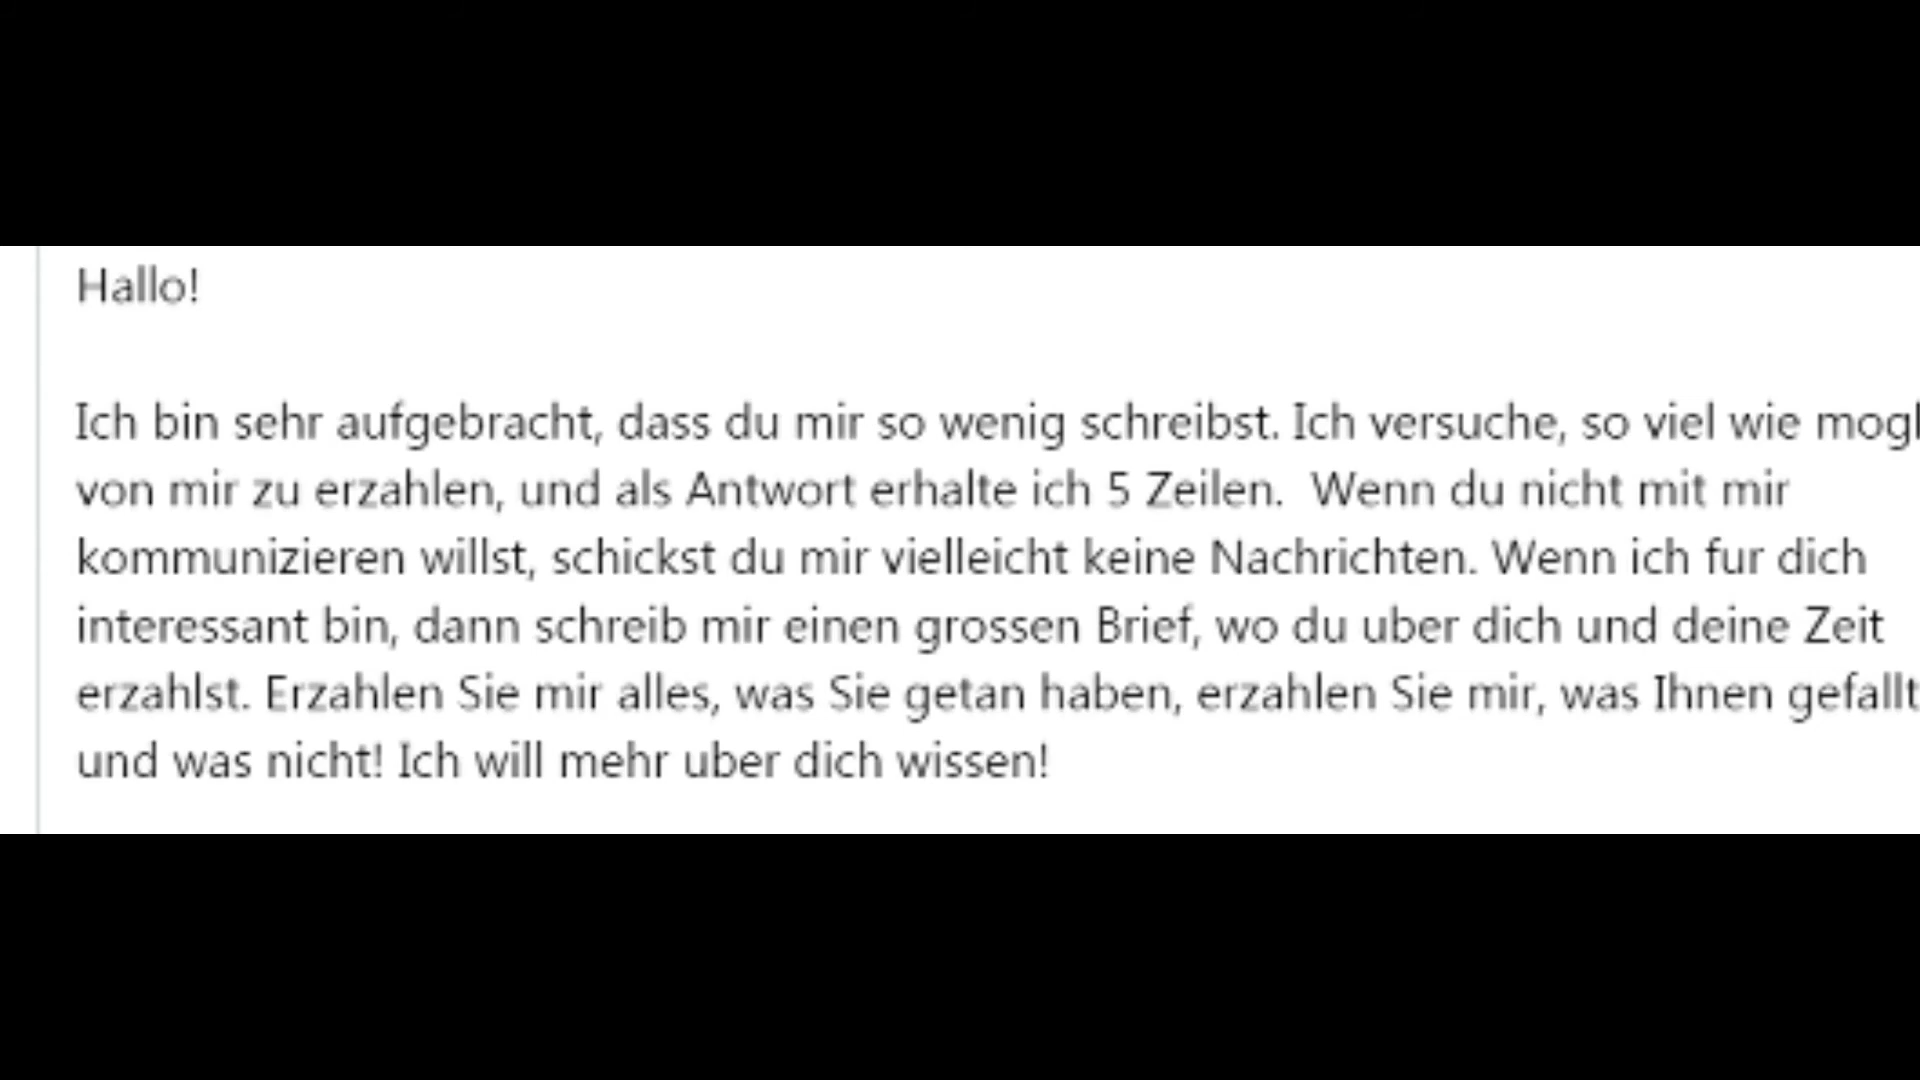 Hallo!
Ich bin sehr aufgebracht, dass du mir so wenig schreibst. Ich versuche, so viel wie mogl
von mir zu erzahlen, und als Antwort erhalte ich 5 Zeilen.  Wenn du nicht mit mir
kommunizieren willst, schickst du mir vielleicht keine Nachrichten. Wenn ich fur dich
interessant bin, dann schreib mir einen grossen Brief, wo du uber dich und deine Zeit
erzahlst. Erzahlen Sie mir alles, was Sie getan haben, erzahlen Sie mir, was Ihnen gefallt
und was nicht! Ich will mehr uber dich wissen!